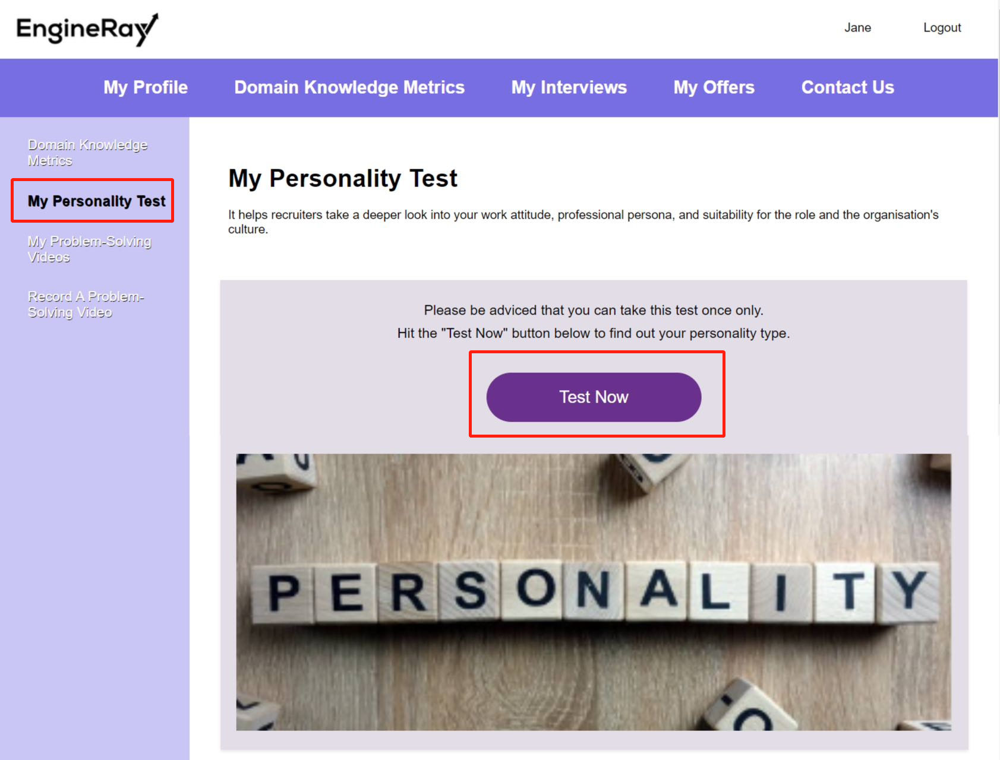 EngineRay
Jane
Logout
My Profile
Domain Knowledge Metrics
My Interviews
My Offers
Contact Us
Domain Knowledge
Metrics
My Personality Test
My Problem-Solving
Videos
Record A Problem-
Solving Video
My Personality Test
It helps recruiters take a deeper look into your work attitude, professional persona, and suitability for the role and the organisation's
culture.
Please be adviced that you can take this test once only.
Hit the "Test Now" button below to find out your personality type.
Test Now
PERSONALITY